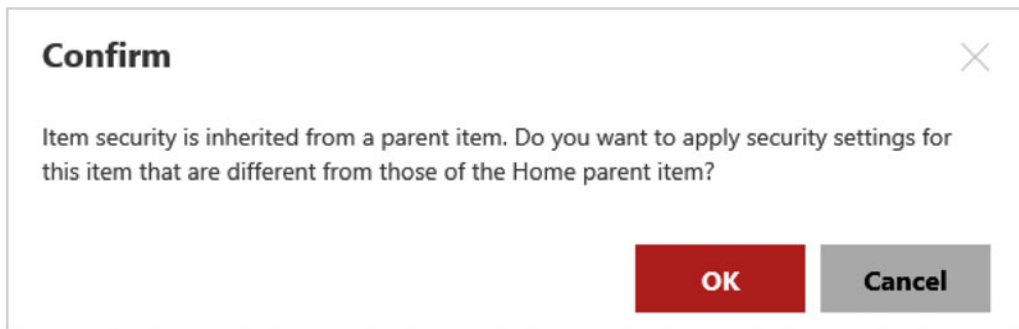 Confirm
Item security is inherited from a parent item. Do you want to apply security settings for
this item that are different from those of the Home parent item?
OK
Cancel